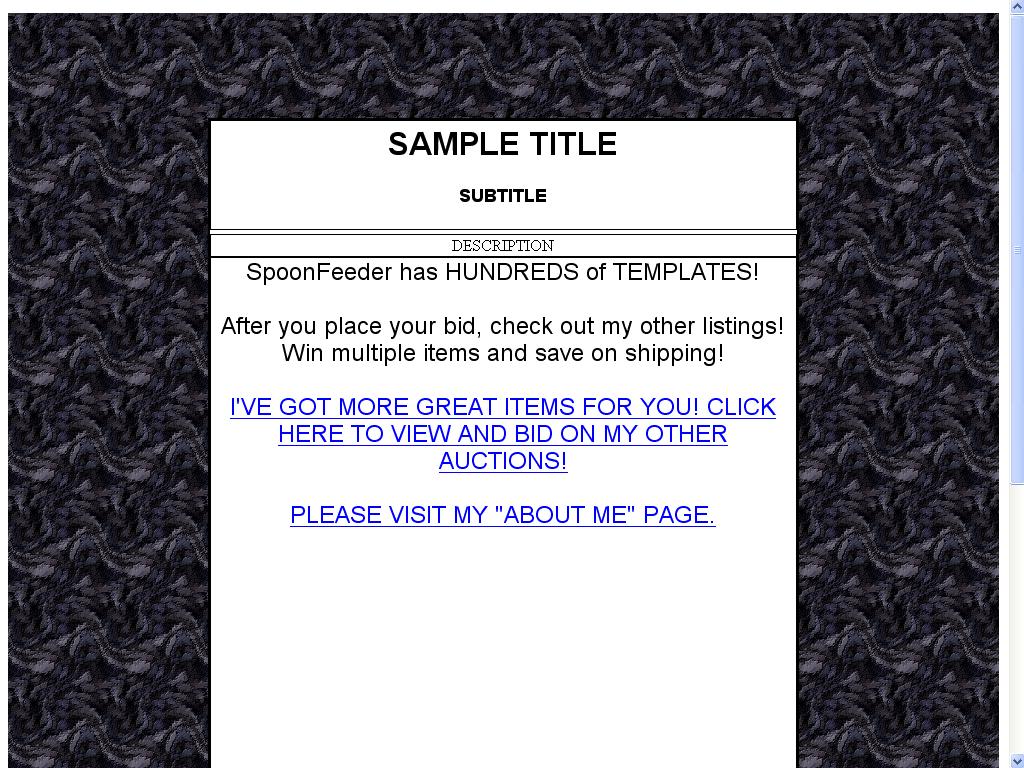 SAMPLE TITLE
SUBTITLE
DESCRIPTION
SpoonFeeder has HUNDREDS of TEMPLATES!
After you place your bid, check out my other listings!
Win multiple items and save on shipping!
I'VE GOT MORE GREAT ITEMS FOR YOU! CLICK
HERE TO VIEW AND BID ON MY OTHER
AUCTIONS!
PLEASE VISIT MY "ABOUT ME" PAGE.